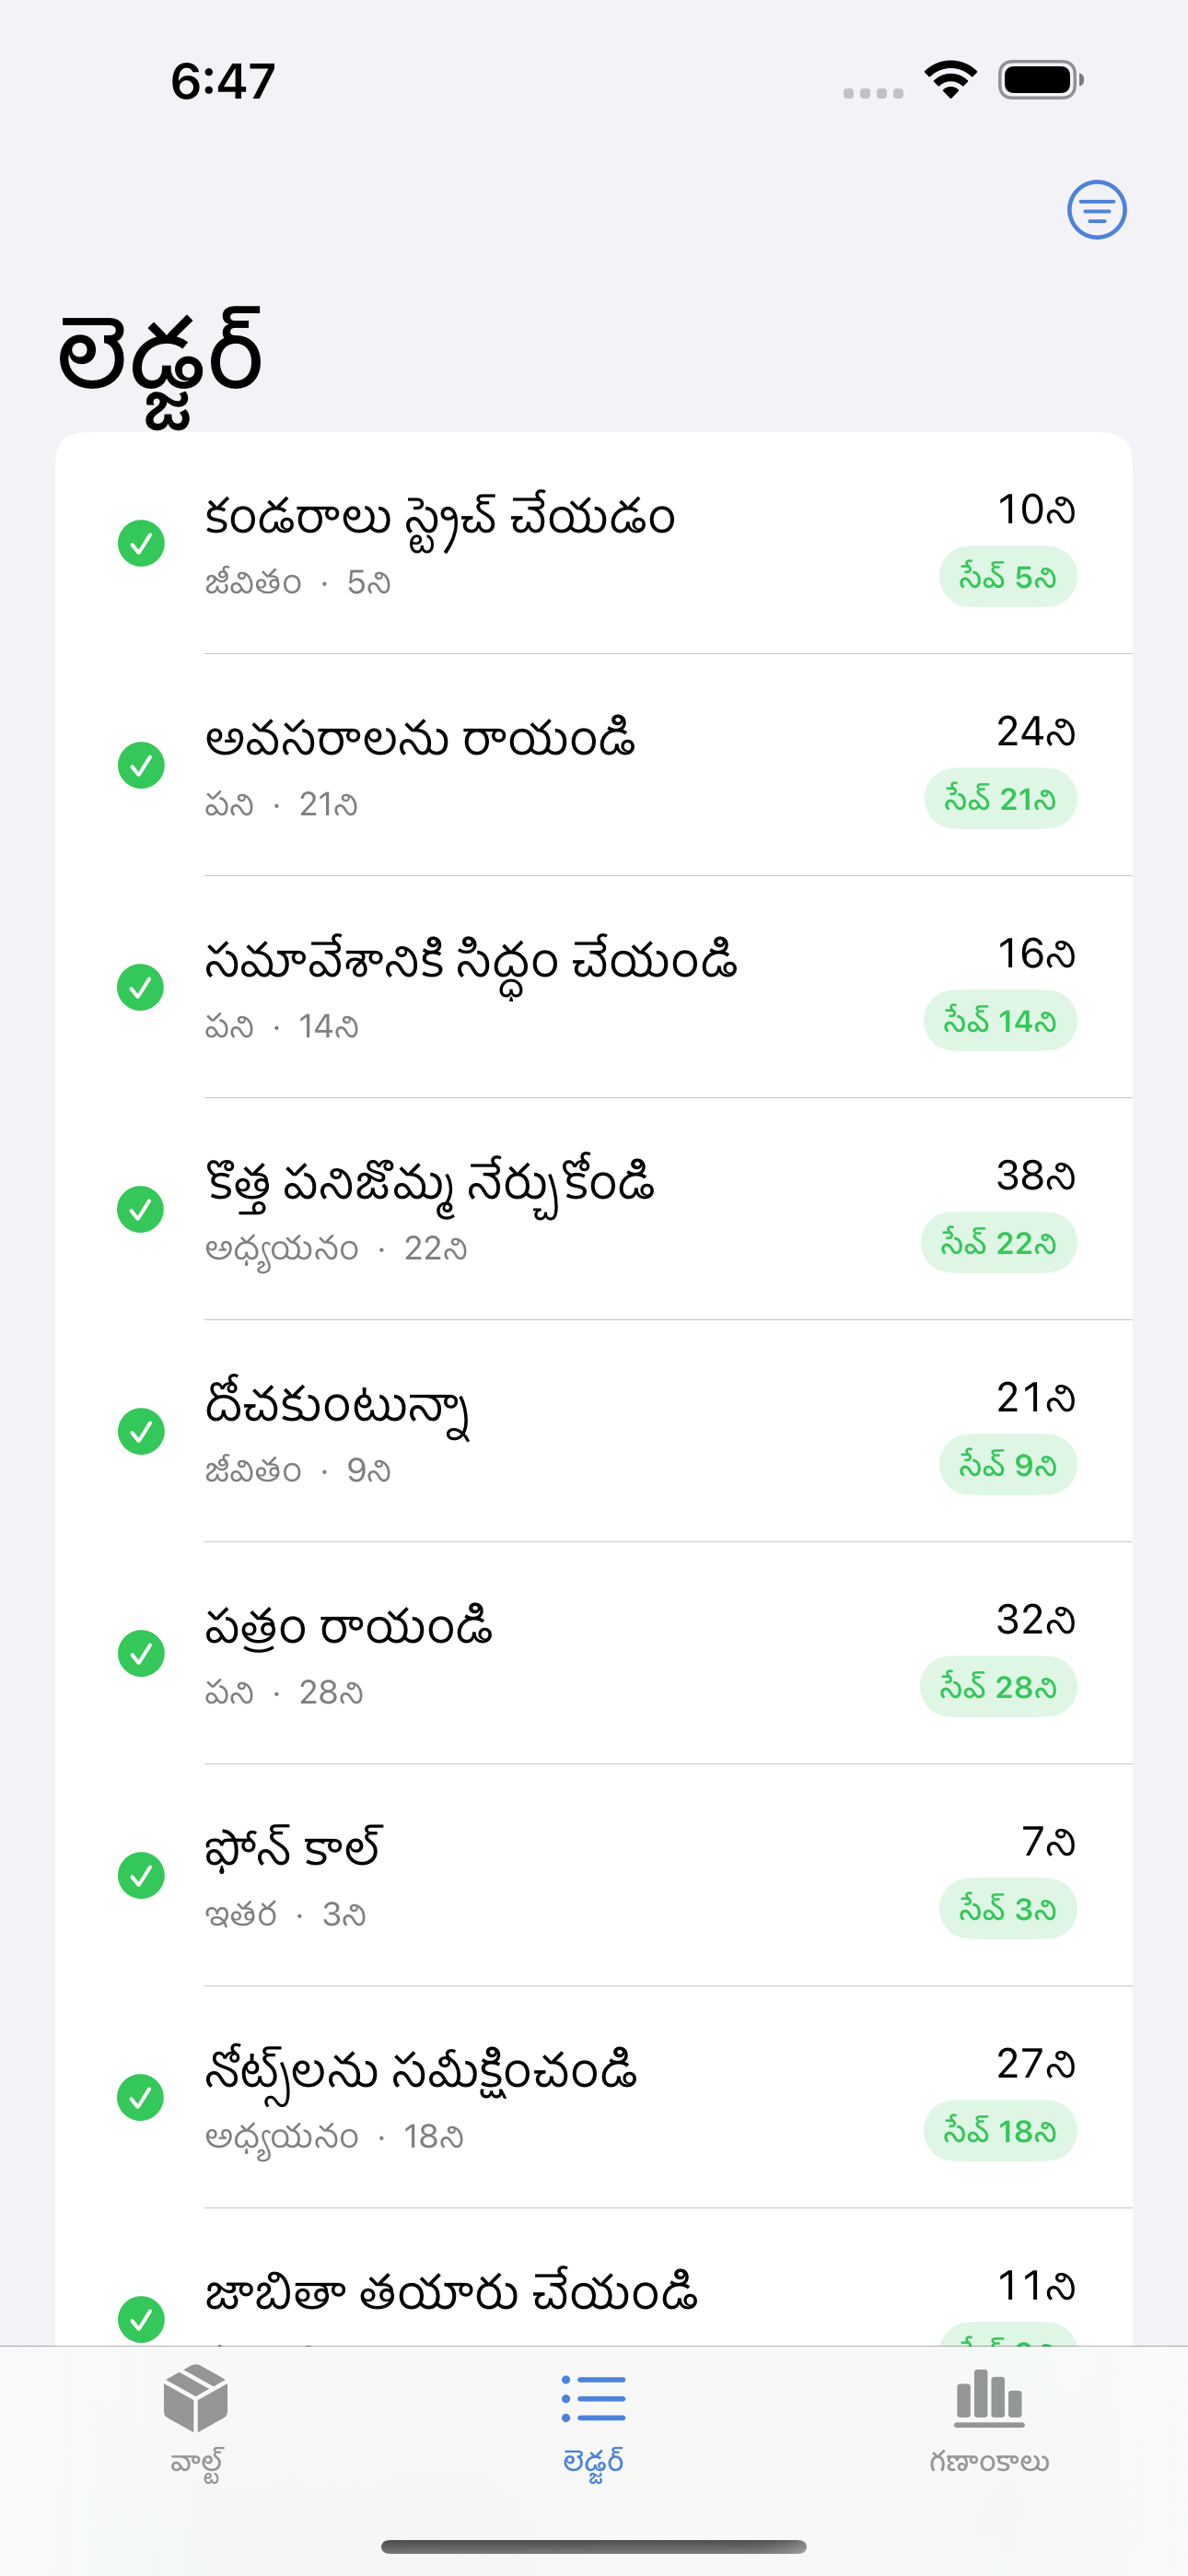 6:47
లెడ్జర్
కండరాలు స్ట్రెచ్ చేయడం
10ని
జీవితం · 5ని
సేవ్ 5ని
అవసరాలను రాయండి
24ని
పని · 21ని
సేవ్ 21ని
సమావేశానికి సిద్ధం చేయండి
16ని
పని · 14ని
సేవ్ 14ని
కొత్త పనిజొమ్మ నేర్చుకోండి
38ని
అధ్యయనం · 22ని
సేవ్ 22ని
దోచకుంటున్నా
21ని
జీవితం · 9ని
సేవ్ 9ని
పత్రం రాయండి
32ని
పని · 28ని
సేవ్ 28ని
ఫోన్ కాల్
7ని
ఇతర · 3ని
సేవ్ 3ని
నోట్స్‌లను సమీక్షించండి
27ని
అధ్యయనం · 18ని
సేవ్ 18ని
జాబితా తయారు చేయండి
11ని
వాల్ట్
లెడ్జర్
గణాంకాలు